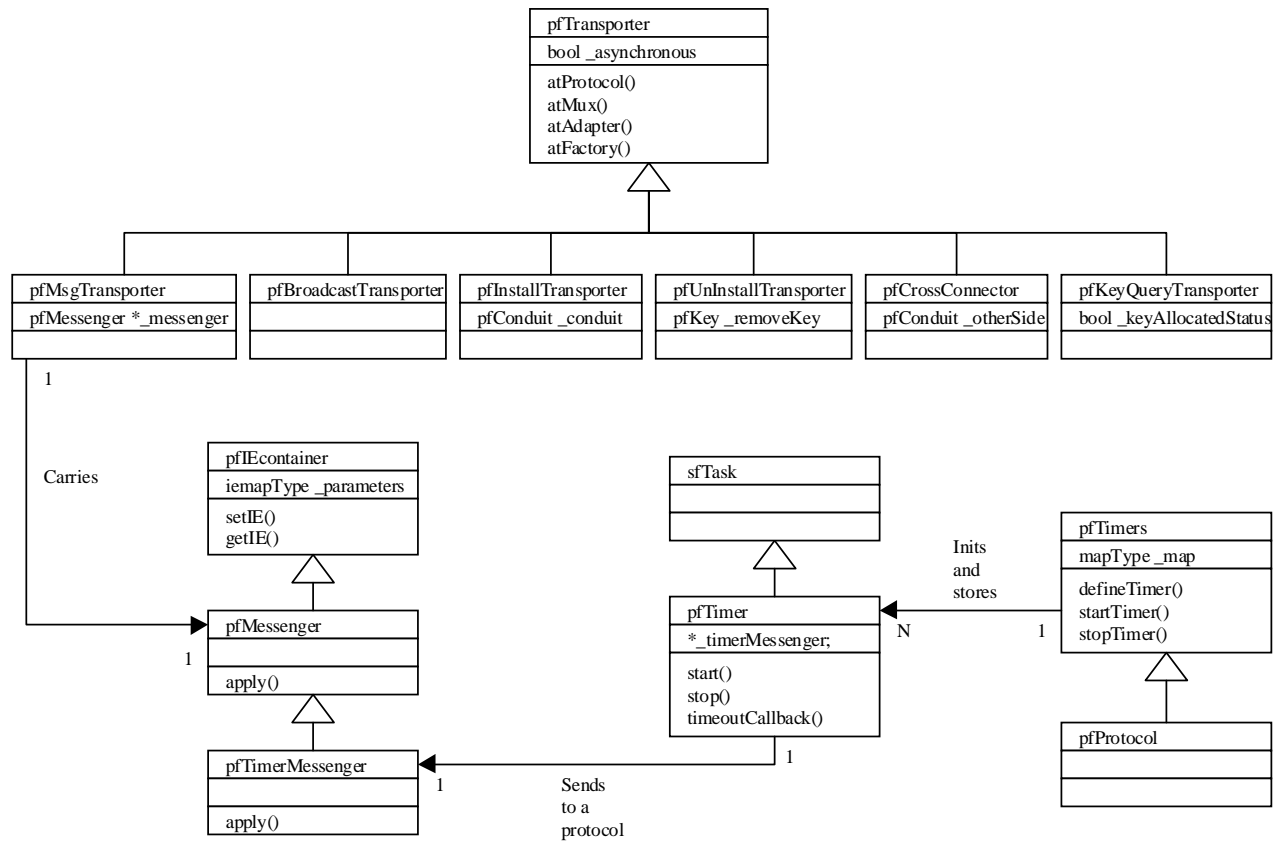 pfTransporter
bool _asynchronous
atProtocol()
atMux()
atAdapter()
atFactory()
pfMsgTransporter
pfMessenger *_messenger
pfBroadcastTransporter
pfInstallTransporter
pfConduit _conduit
pfUnInstallTransporter
pfKey _removeKey
pfCrossConnector
pfConduit _otherSide
pfKeyQueryTransporter
bool _keyAllocatedStatus
1
Carries
1
pfIEcontainer
iemapType _parameters
setIE()
getIE()
pfMessenger
apply()
pfTimerMessenger
apply()
1
Sends
to a
protocol
1
sfTask
pfTimer
*_timerMessenger;
start()
stop()
timeoutCallback()
N
Inits
and
stores
1
pfTimers
mapType _map
defineTimer()
startTimer()
stopTimer()
pfProtocol